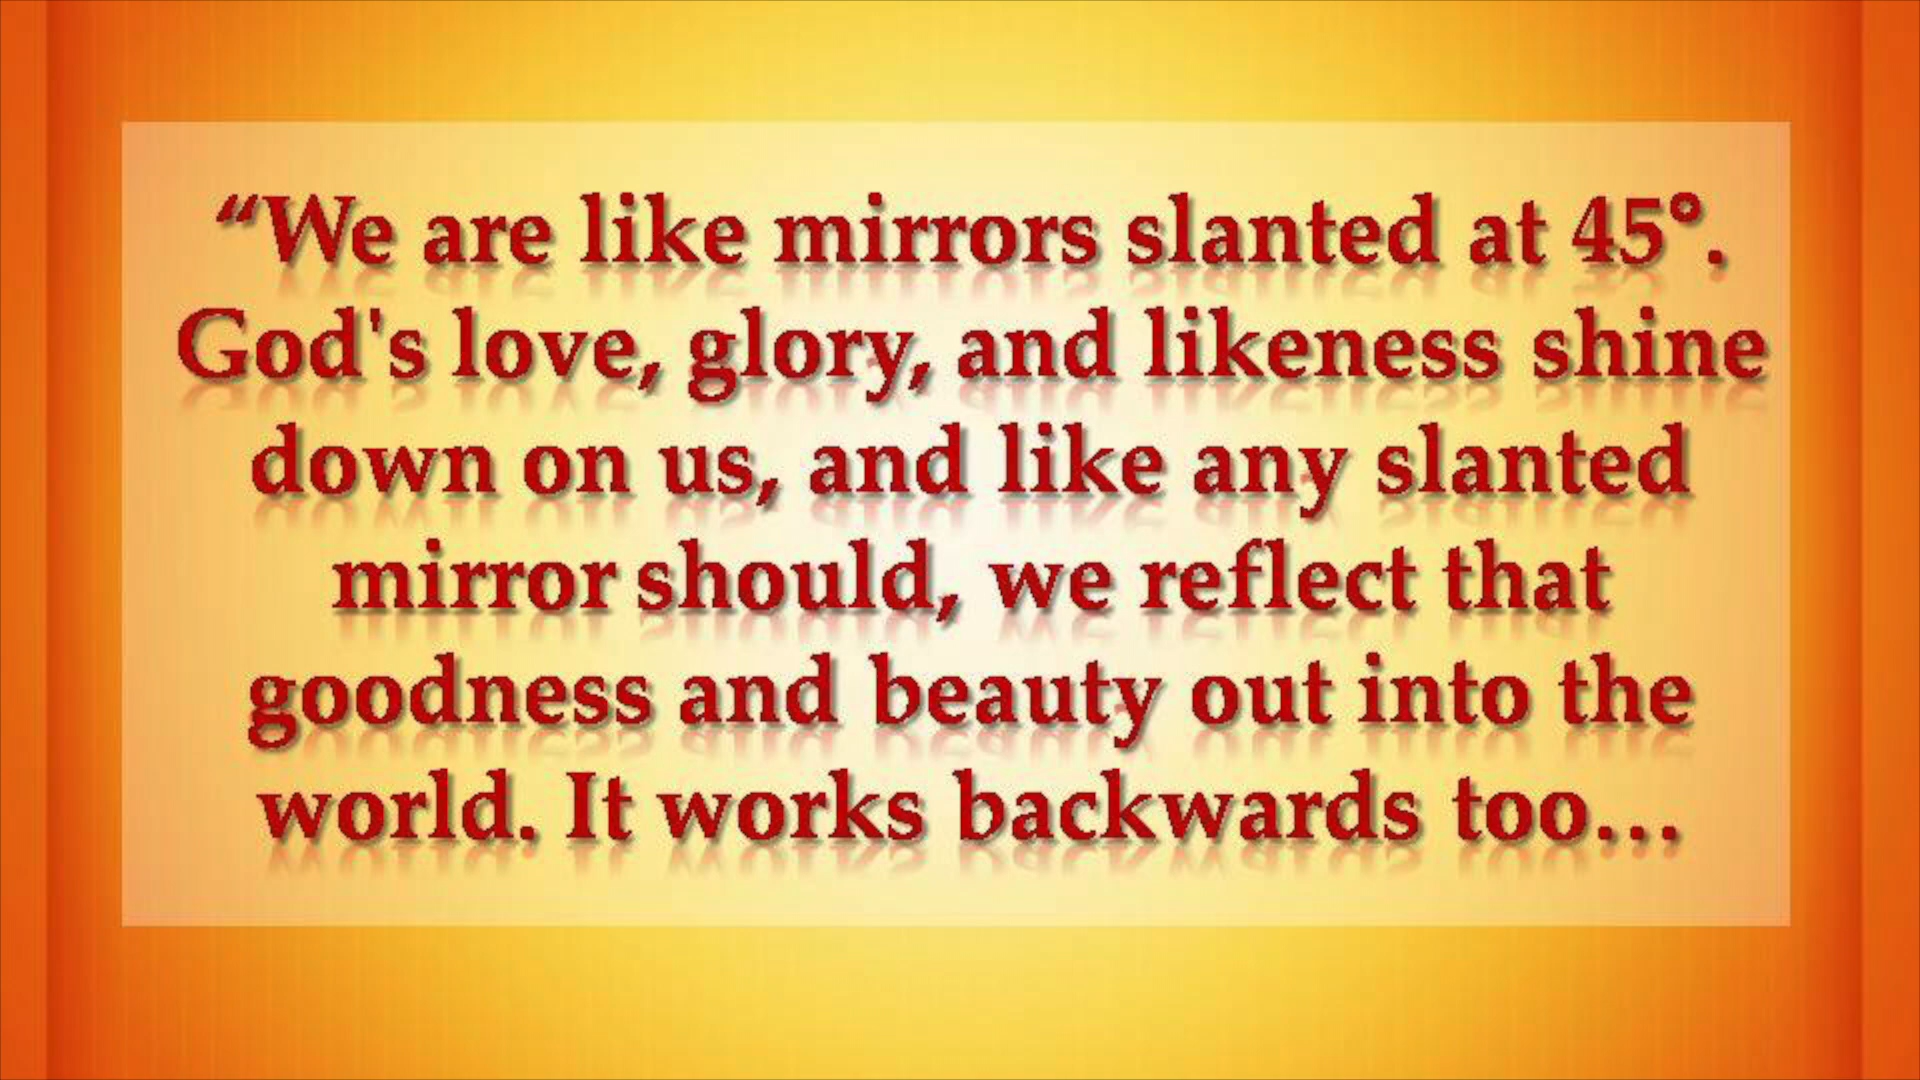 “We are like mirrors slanted at 45°.
God's love, glory, and likeness shine
down on us, and like any slanted
mirror should, we reflect that
goodness and beauty out into the
world. It works backwards too…